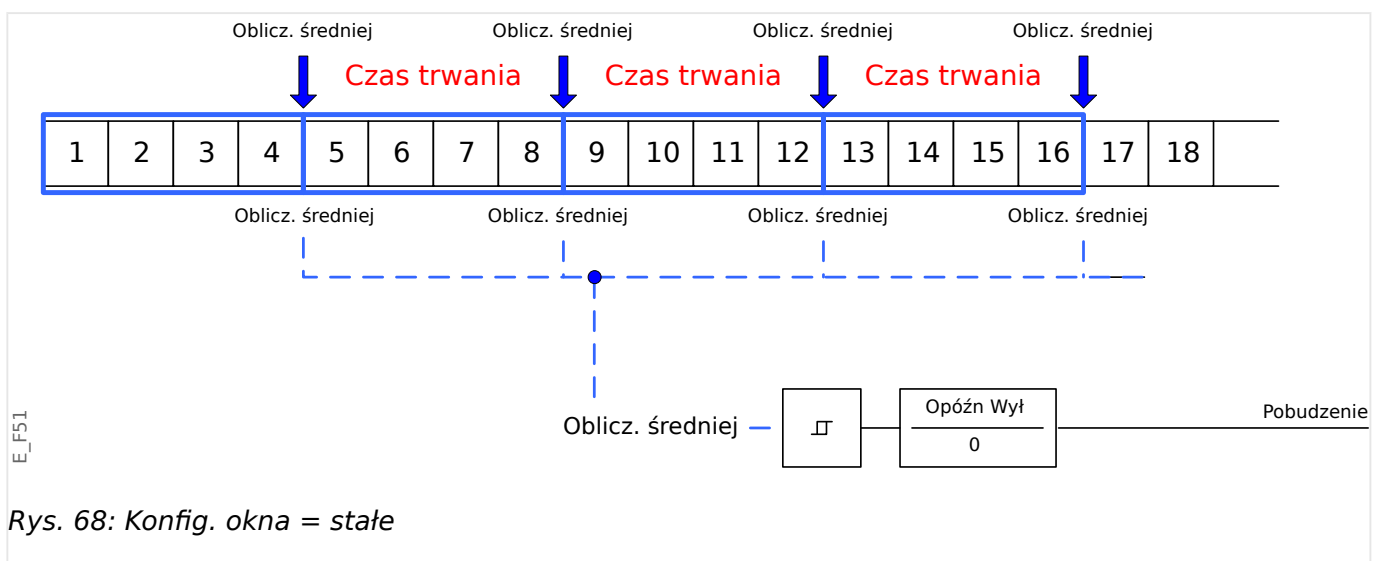 Oblicz. średniej Oblicz. średniej Oblicz. średniej Oblicz. średniej
Czas trwania Czas trwania Czas trwania
1 2 3 4 5 6 7 8 9 10 11 12 13 14 15 16 17 18
Oblicz. średniej Oblicz. średniej Oblicz. średniej Oblicz. średniej
Oblicz. średniej
Opóźn Wył
0
Pobudzenie
E_F51
Rys. 68: Konfig. okna = stałe